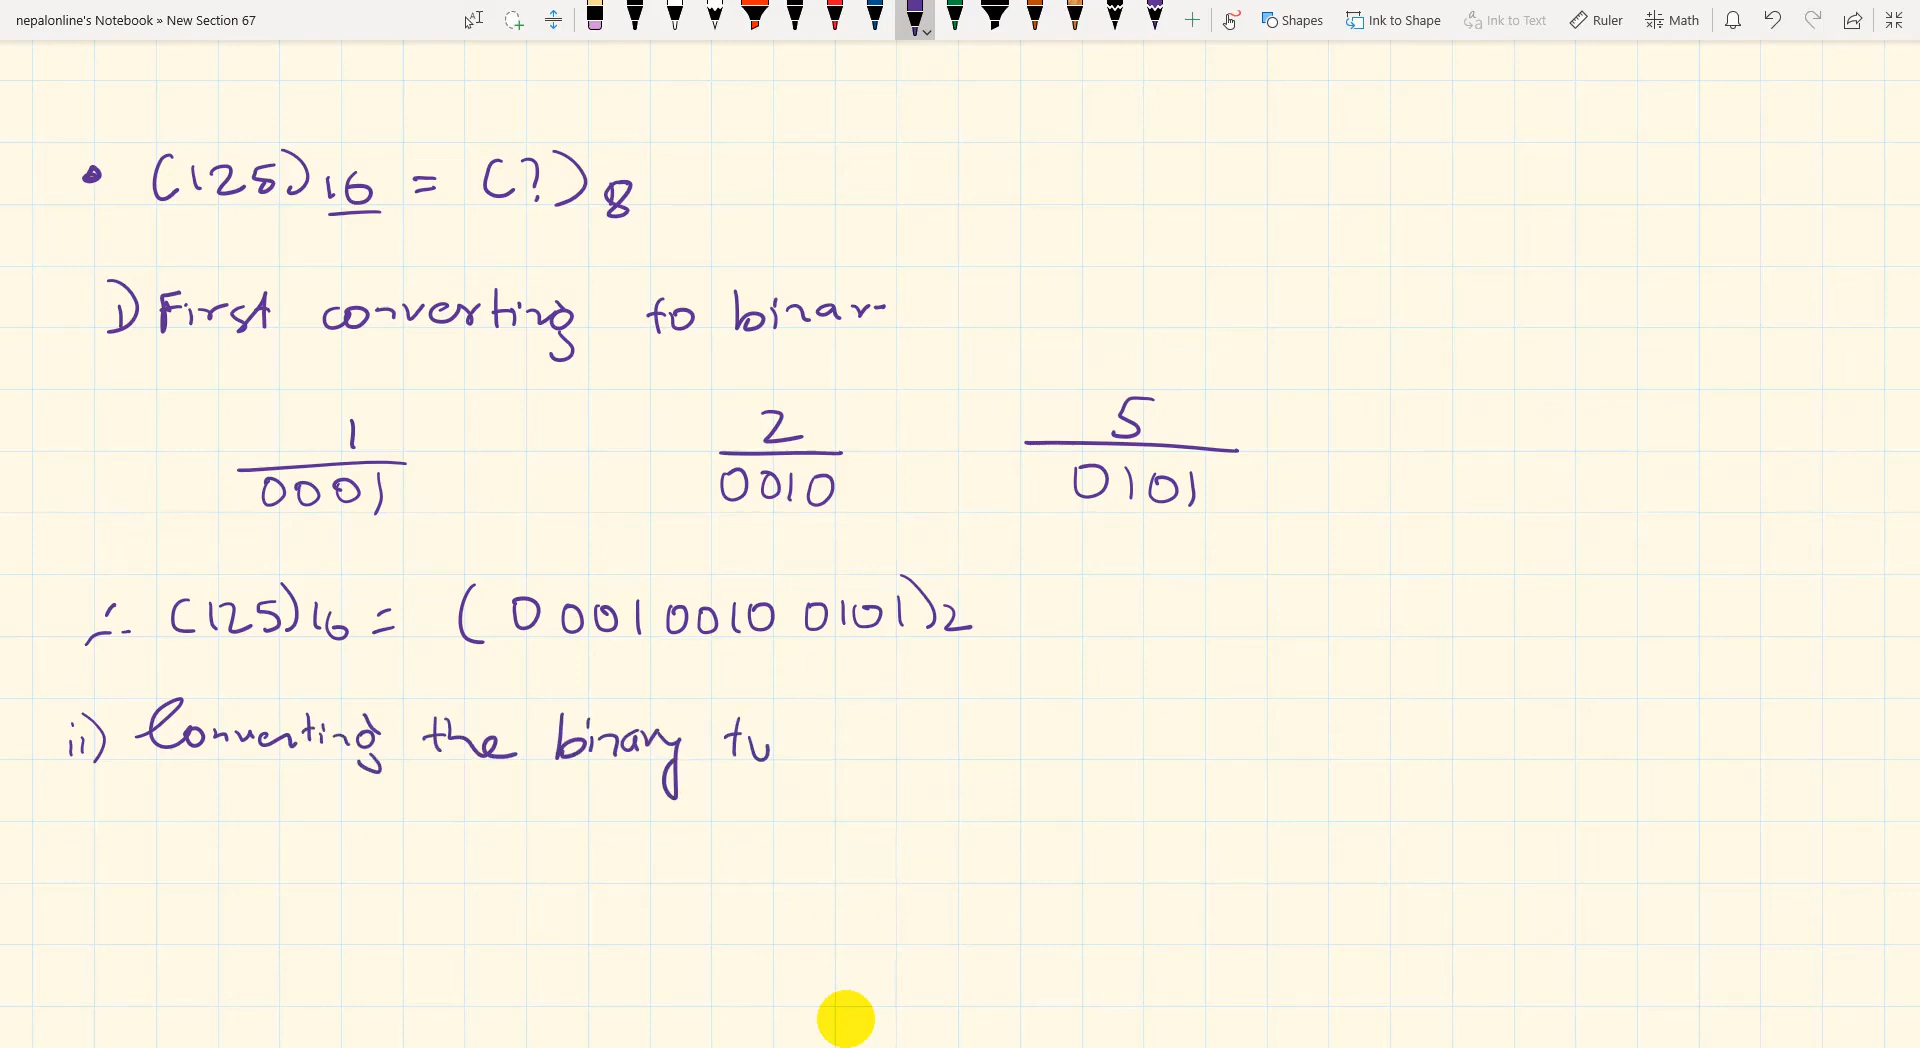 nepalonline's Notebook » New Section 67
Shapes Ink to Shape Ink to Text Ruler Math
• (125)16 = (?)8
1) First converting to binar-
1 2 5
0001 0010 0101
∴ (125)16 = (0001 0010 0101)2
ii) Converting the binary to